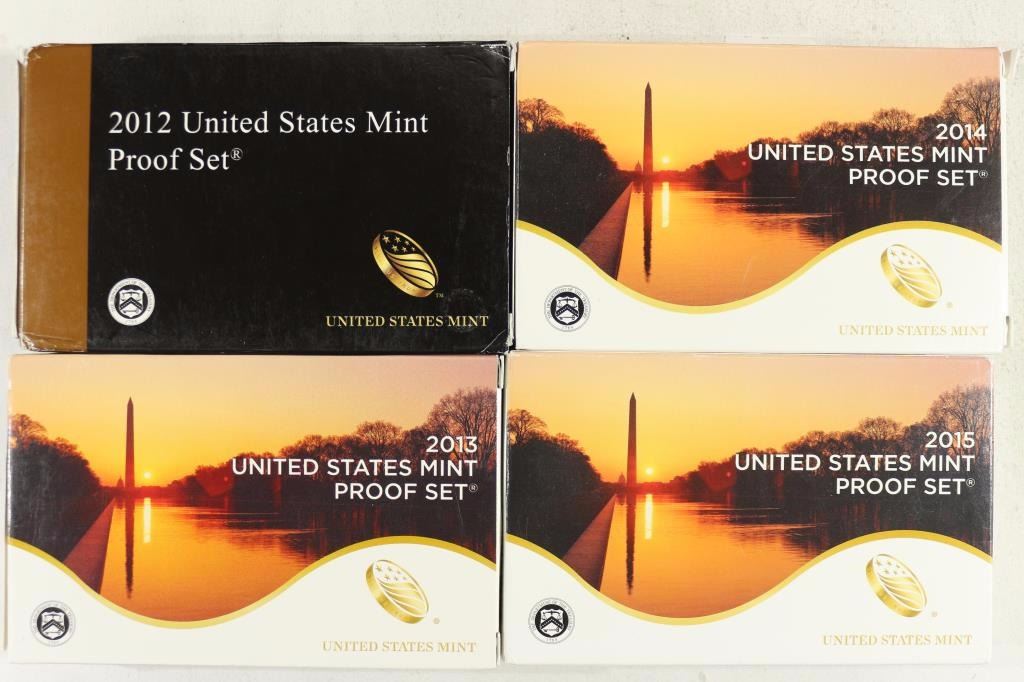 2012 United States Mint
Proof Set®
™
UNITED STATES MINT
2014
UNITED STATES MINT
PROOF SET®
®
UNITED STATES MINT
2013
UNITED STATES MINT
PROOF SET®
®
UNITED STATES MINT
2015
UNITED STATES MINT
PROOF SET®
®
UNITED STATES MINT